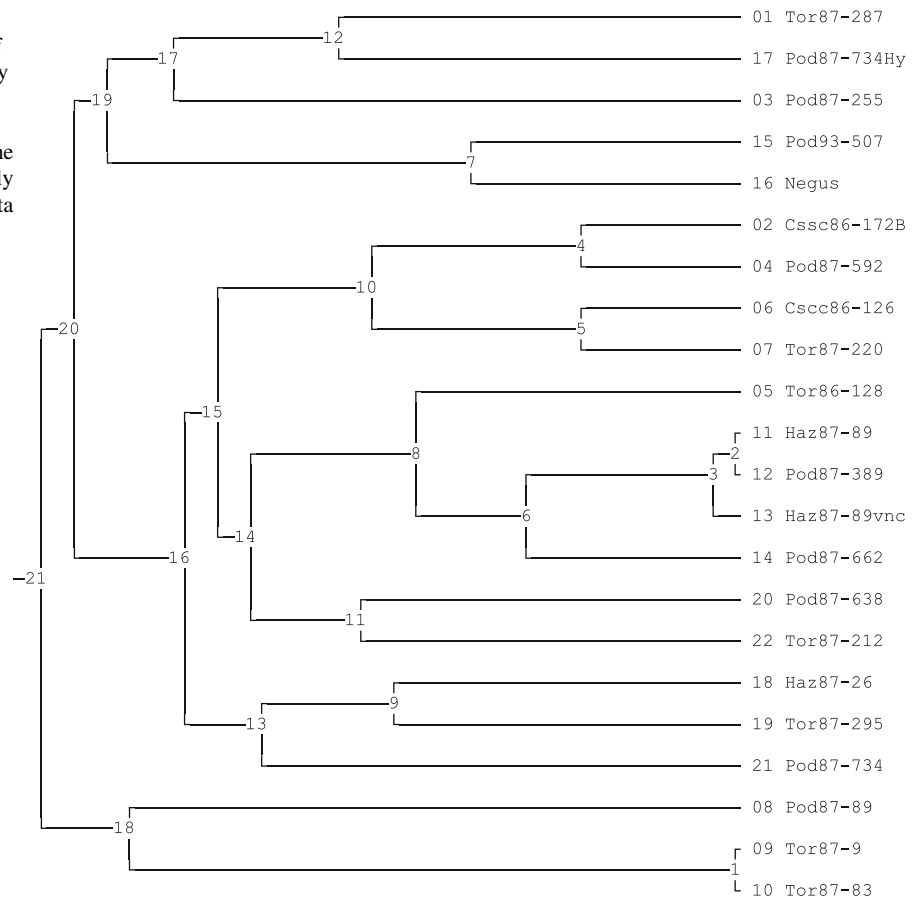 01 Tor87-287
12
y
17
17 Pod87-734Hy
19
03 Pod87-255
ne
15 Pod93-507
7
ly
16 Negus
ta
02 Cssc86-172B
4
04 Pod87-592
10
06 Cscc86-126
20
5
07 Tor87-220
05 Tor86-128
15
11 Haz87-89
8
2
12 Pod87-389
3
13 Haz87-89vnc
6
14
14 Pod87-662
16
21
20 Pod87-638
11
22 Tor87-212
18 Haz87-26
9
13
19 Tor87-295
21 Pod87-734
08 Pod87-89
18
09 Tor87-9
1
10 Tor87-83